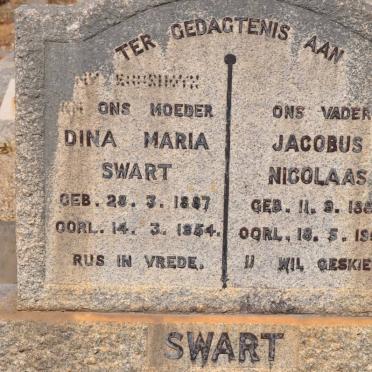 TER GEDAGTENIS AAN
ONS MOEDER
DINA MARIA
SWART
GEB. 28. 3. 1887
OORL. 14. 3. 1954.
RUS IN VREDE.
ONS VADER
JACOBUS
NICOLAAS
GEB. 11. 9.
OORL. 18. 5.
U WIL GESKIE
SWART